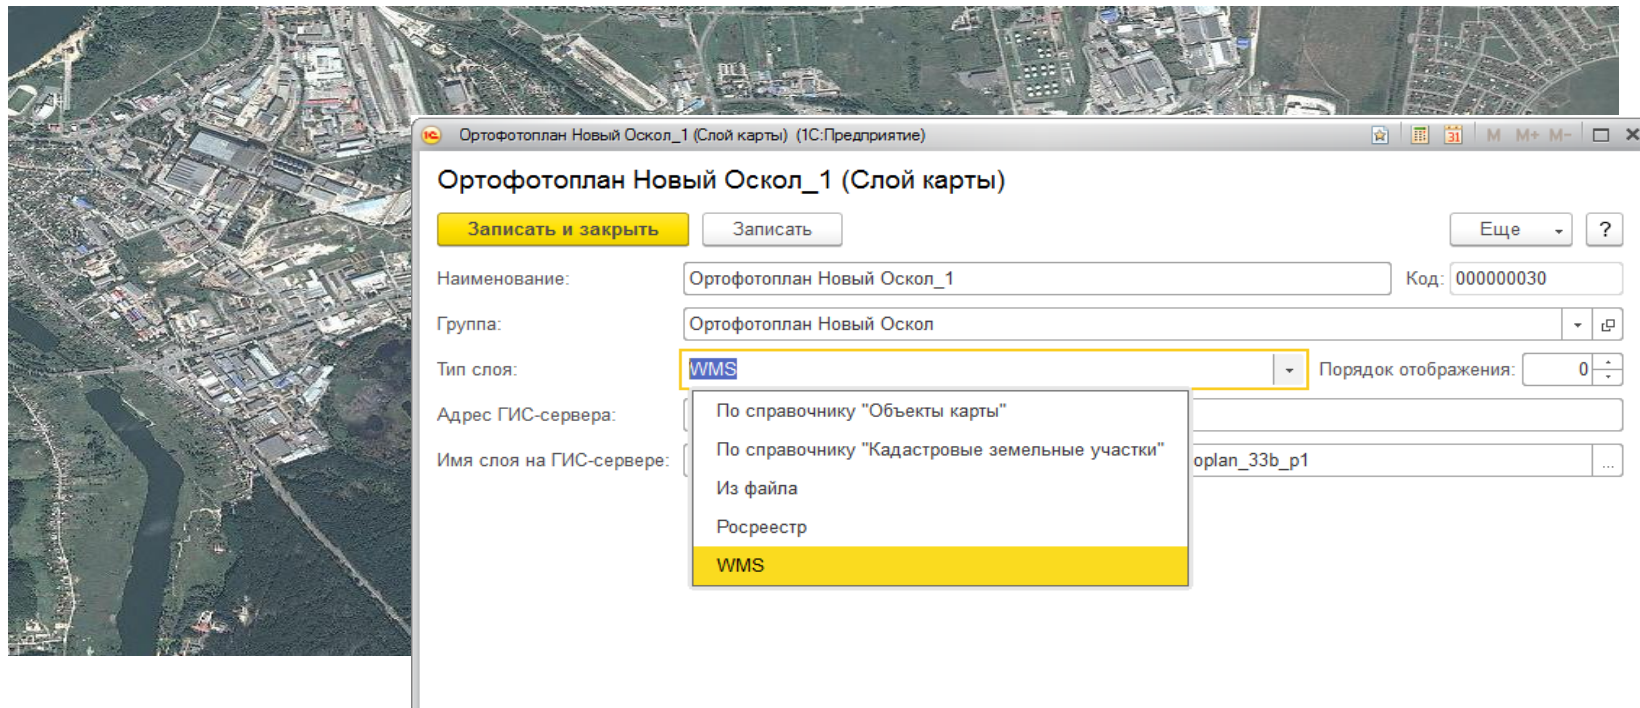 Yandex
Ортофотоплан Новый Оскол_1 (Слой карты) (1С:Предприятие)
31 M M+ M-
Ортофотоплан Новый Оскол_1 (Слой карты)
Записать и закрыть Записать Еще ?
Наименование: Ортофотоплан Новый Оскол_1 Код: 000000030
Группа: Ортофотоплан Новый Оскол
Тип слоя: WMS Порядок отображения: 0
Адрес ГИС-сервера:
Имя слоя на ГИС-сервере: oplan_33b_p1 ...
По справочнику "Объекты карты"
По справочнику "Кадастровые земельные участки"
Из файла
Росреестр
WMS